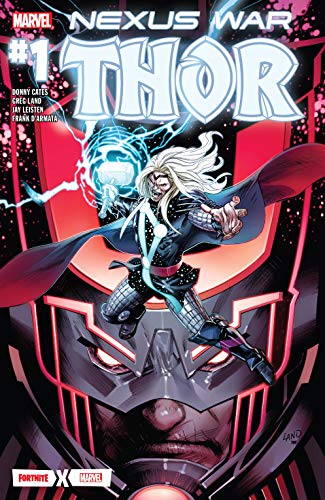 MARVEL
NEXUS WAR
#1
THOR
DONNY CATES
GREG LAND
JAY LEISTEN
FRANK D'ARMATA
LAND
FORTNITE X MARVEL